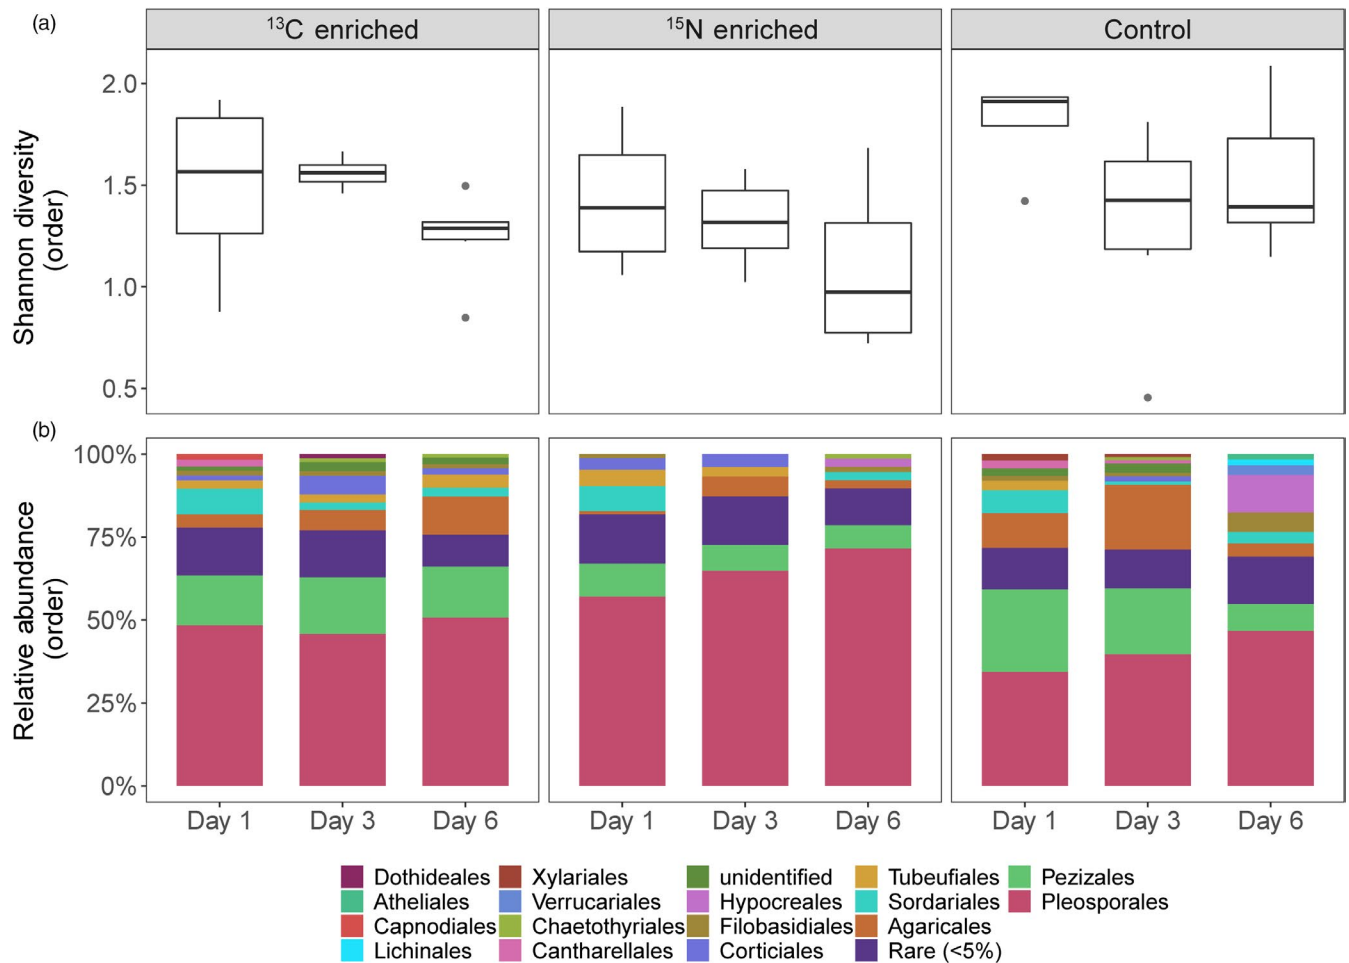 (a)
¹³C enriched
¹⁵N enriched
Control
Shannon diversity
(order)
2.0
1.5
1.0
0.5
(b)
Relative abundance
(order)
100%
75%
50%
25%
0%
Day 1 Day 3 Day 6 Day 1 Day 3 Day 6 Day 1 Day 3 Day 6
Dothideales Xylariales unidentified Tubeufiales Pezizales
Atheliales Verrucariales Hypocreales Sordariales Pleosporales
Capnodiales Chaetothyriales Filobasidiales Agaricales
Lichinales Cantharellales Corticiales Rare (<5%)